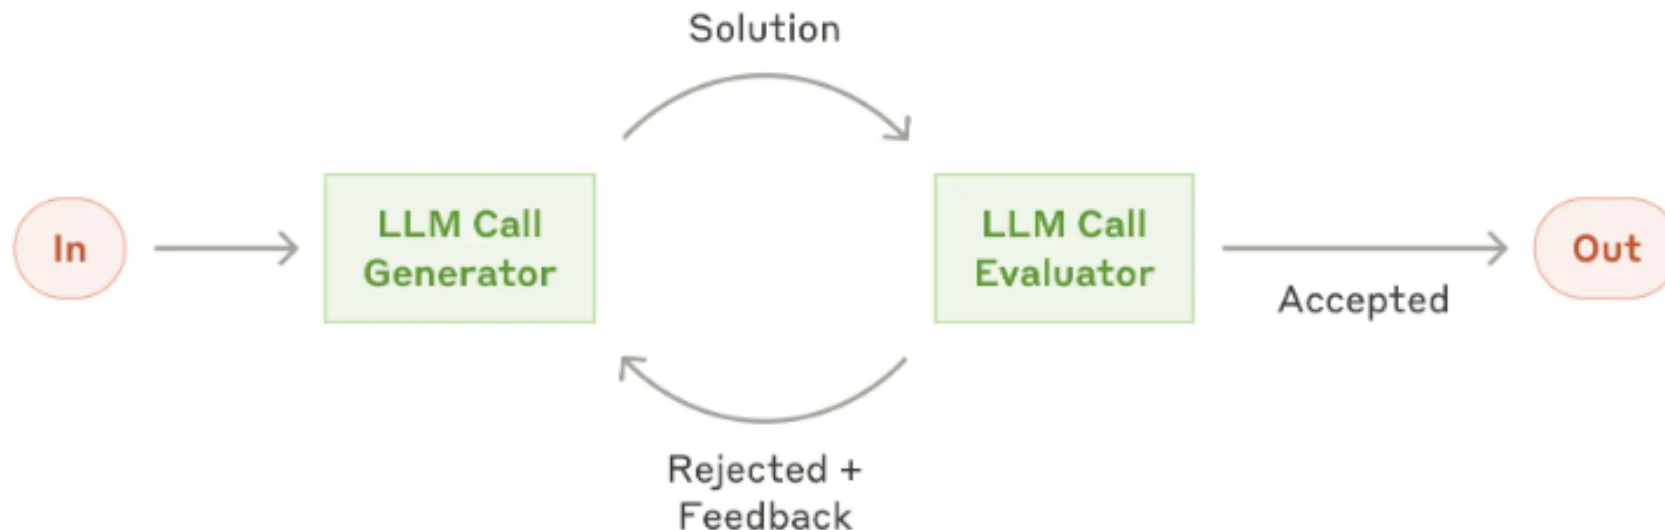 Solution
In
LLM Call
Generator
LLM Call
Evaluator
Accepted
Out
Rejected +
Feedback